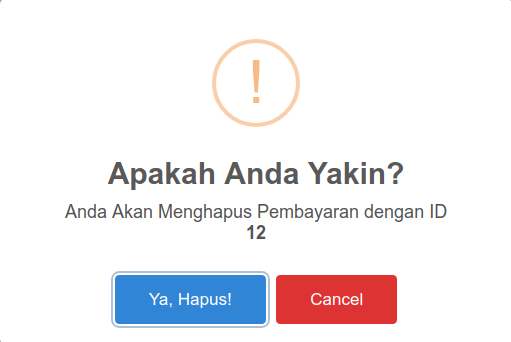 !
Apakah Anda Yakin?
Anda Akan Menghapus Pembayaran dengan ID
12
Ya, Hapus!
Cancel